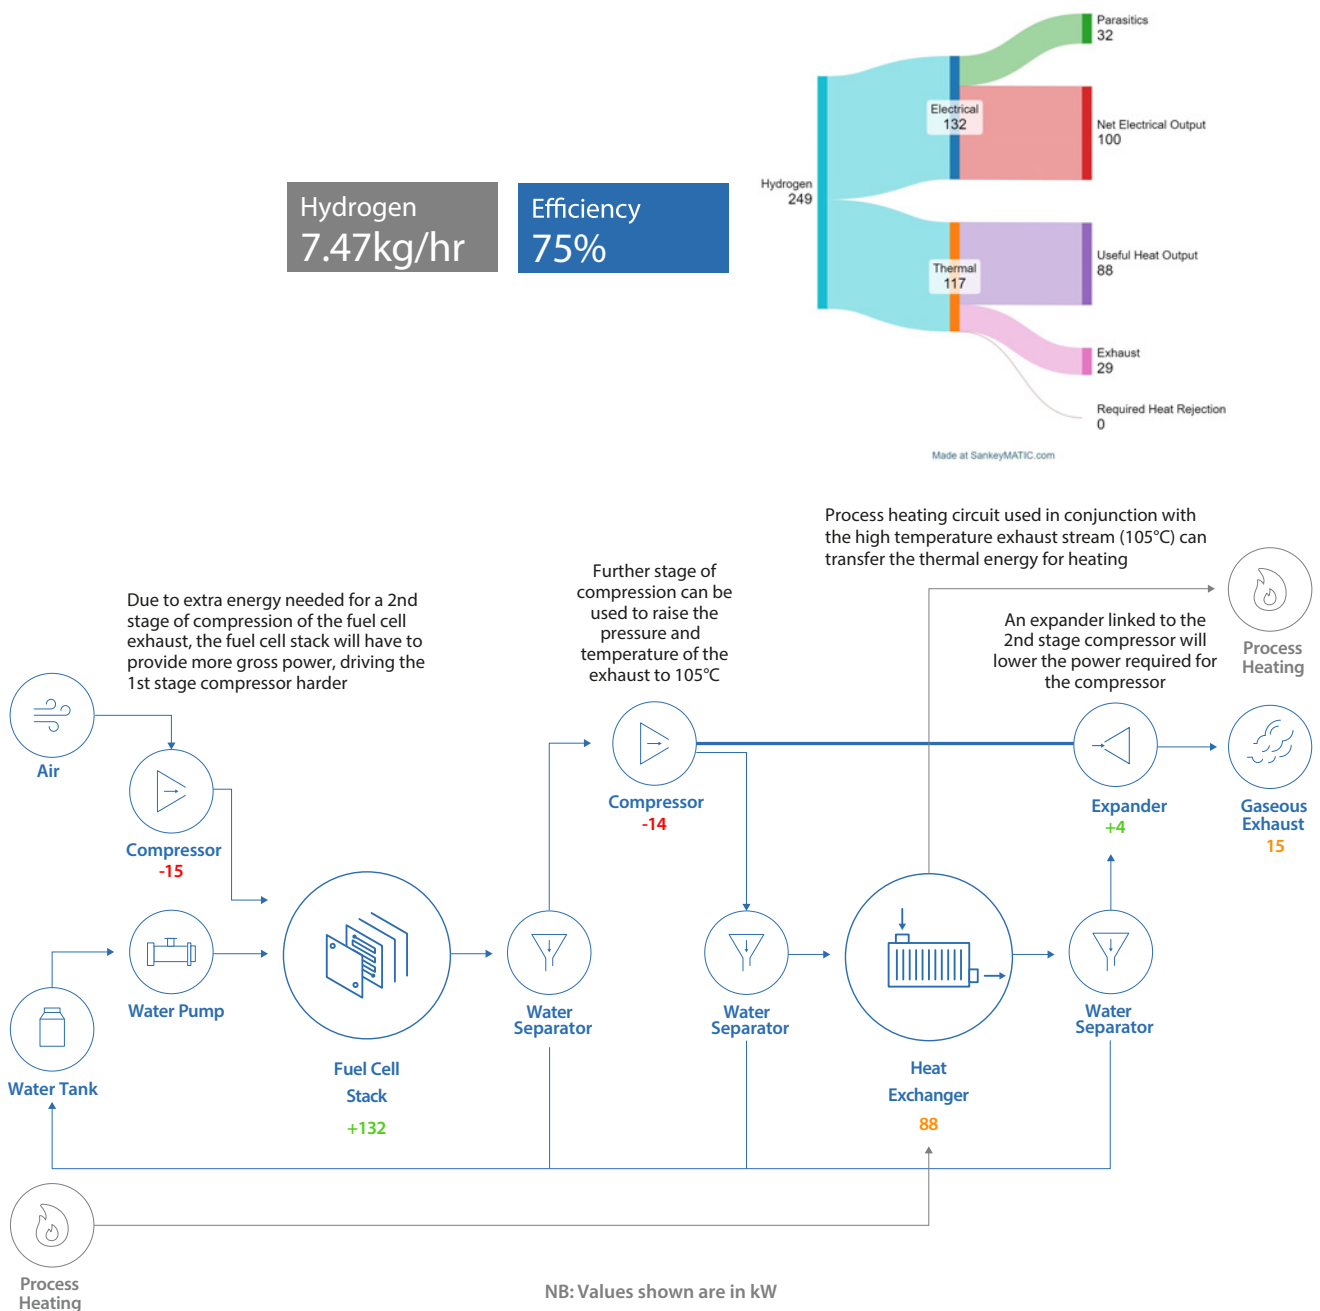 Parasitics
32
Electrical
132
Net Electrical Output
100
Hydrogen
249
Hydrogen
7.47kg/hr
Efficiency
75%
Thermal
117
Useful Heat Output
88
Exhaust
29
Required Heat Rejection
0
Made at SankeyMATIC.com
Process heating circuit used in conjunction with
the high temperature exhaust stream (105°C) can
transfer the thermal energy for heating
Further stage of
compression can be
used to raise the
pressure and
temperature of the
exhaust to 105°C
Due to extra energy needed for a 2nd
stage of compression of the fuel cell
exhaust, the fuel cell stack will have to
provide more gross power, driving the
1st stage compressor harder
An expander linked to the
2nd stage compressor will
lower the power required for
the compressor
Process
Heating
Air
Compressor
-15
Compressor
-14
Expander
+4
Gaseous
Exhaust
15
Water Pump
Water
Separator
Water
Separator
Water
Separator
Water Tank
Fuel Cell
Stack
+132
Heat
Exchanger
88
Process
Heating
NB: Values shown are in kW